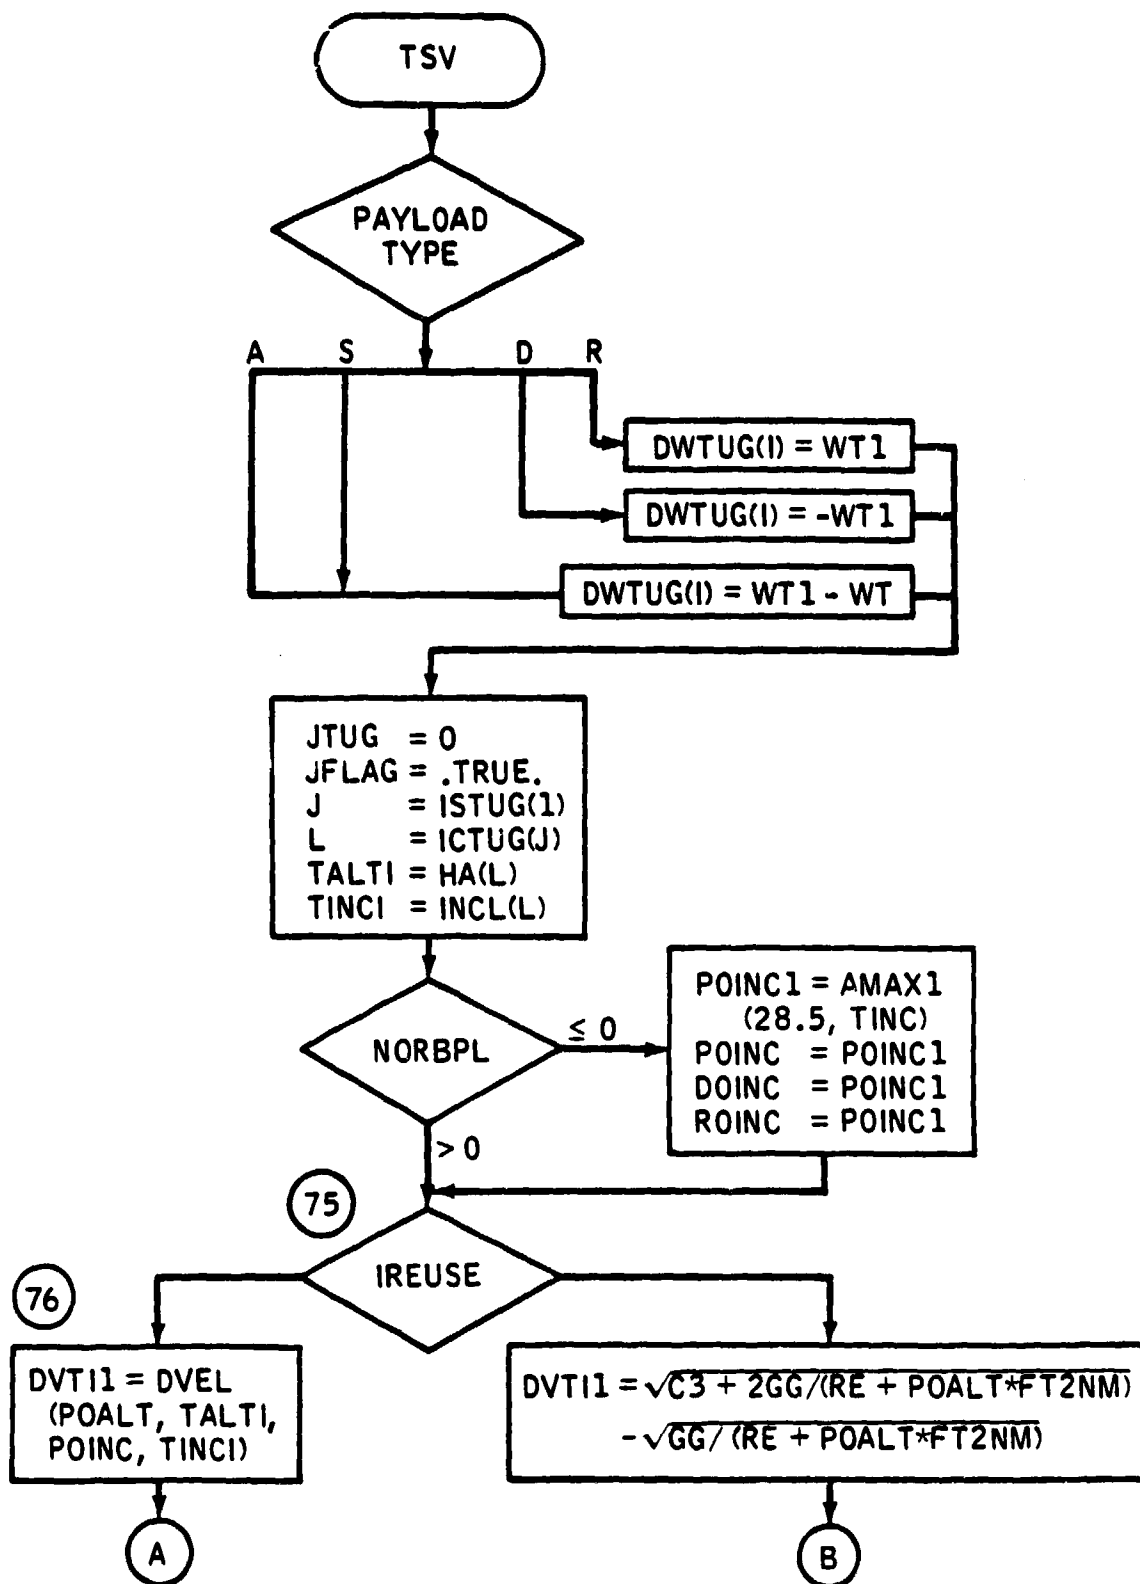 TSV
PAYLOAD
TYPE
A S D R
DWTUG(I) = WT1
DWTUG(I) = -WT1
DWTUG(I) = WT1 - WT
JTUG = 0
JFLAG = .TRUE.
J = ISTUG(1)
L = ICTUG(J)
TALTI = HA(L)
TINCI = INCL(L)
NORBPL
≤ 0
POINC1 = AMAX1
(28.5, TINC)
POINC = POINC1
DOINC = POINC1
ROINC = POINC1
> 0
75
IREUSE
76
DVTI1 = DVEL
(POALT, TALTI,
POINC, TINCI)
DVTI1 = √C3 + 2GG/(RE + POALT*FT2NM)
-√GG/(RE + POALT*FT2NM)
A
B